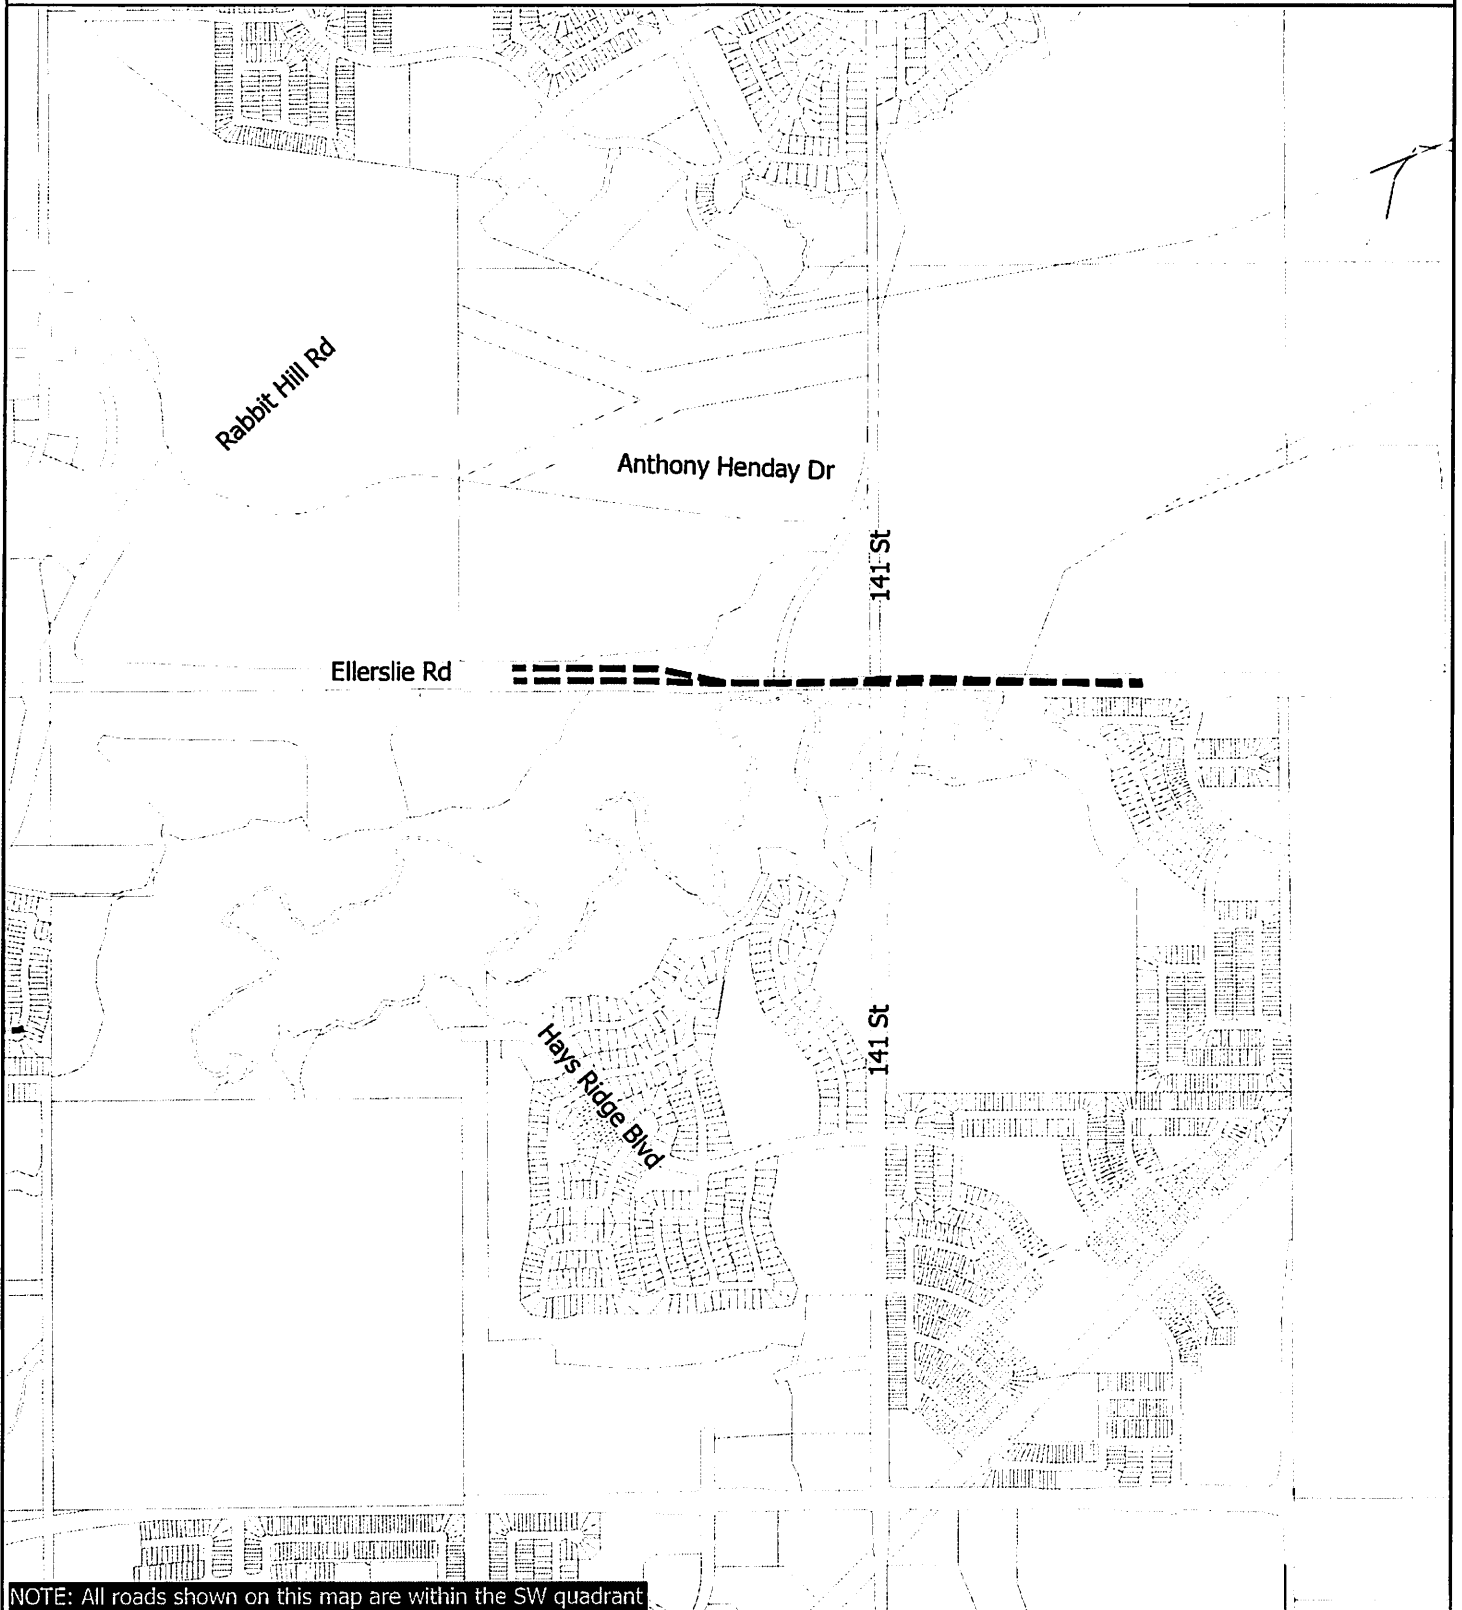 Rabbit Hill Rd
Anthony Henday Dr
141 St
Ellerslie Rd
141 St
Hays Ridge Blvd
NOTE: All roads shown on this map are within the SW quadrant